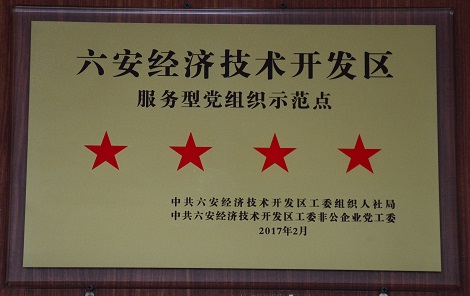 六安经济技术开发区
服务型党组织示范点
中共六安经济技术开发区工委组织人社局
中共六安经济技术开发区工委非公企业党工委
2017年2月